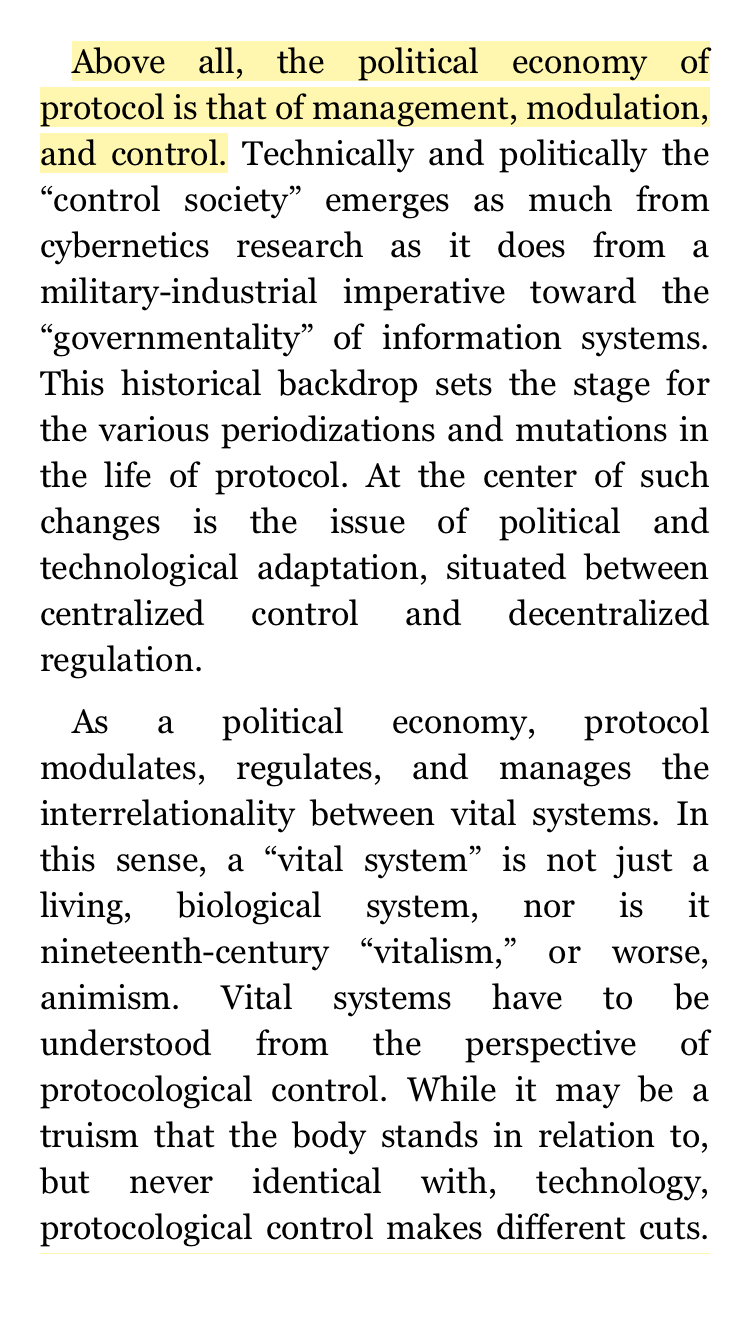 Above all, the political economy of
protocol is that of management, modulation,
and control. Technically and politically the
“control society” emerges as much from
cybernetics research as it does from a
military-industrial imperative toward the
“governmentality” of information systems.
This historical backdrop sets the stage for
the various periodizations and mutations in
the life of protocol. At the center of such
changes is the issue of political and
technological adaptation, situated between
centralized control and decentralized
regulation.
As a political economy, protocol
modulates, regulates, and manages the
interrelationality between vital systems. In
this sense, a “vital system” is not just a
living, biological system, nor is it
nineteenth-century “vitalism,” or worse,
animism. Vital systems have to be
understood from the perspective of
protocological control. While it may be a
truism that the body stands in relation to,
but never identical with, technology,
protocological control makes different cuts.